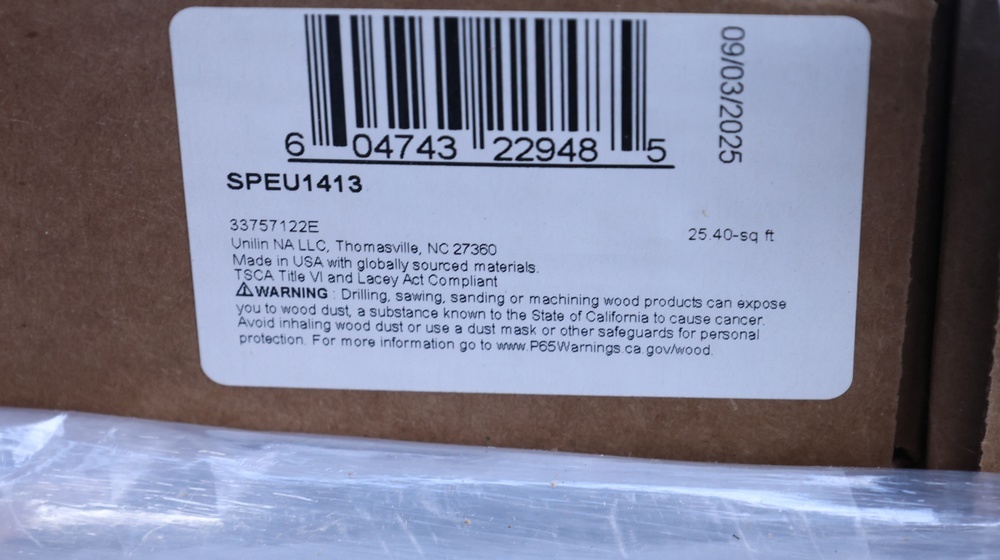 09/03/2025
6 04743 22948 5
SPEU1413
33757122E
25.40-sq ft
Unilin NA LLC, Thomasville, NC 27360
Made in USA with globally sourced materials.
TSCA Title VI and Lacey Act Compliant
⚠WARNING : Drilling, sawing, sanding or machining wood products can expose
you to wood dust, a substance known to the State of California to cause cancer.
Avoid inhaling wood dust or use a dust mask or other safeguards for personal
protection. For more information go to www.P65Warnings.ca.gov/wood.